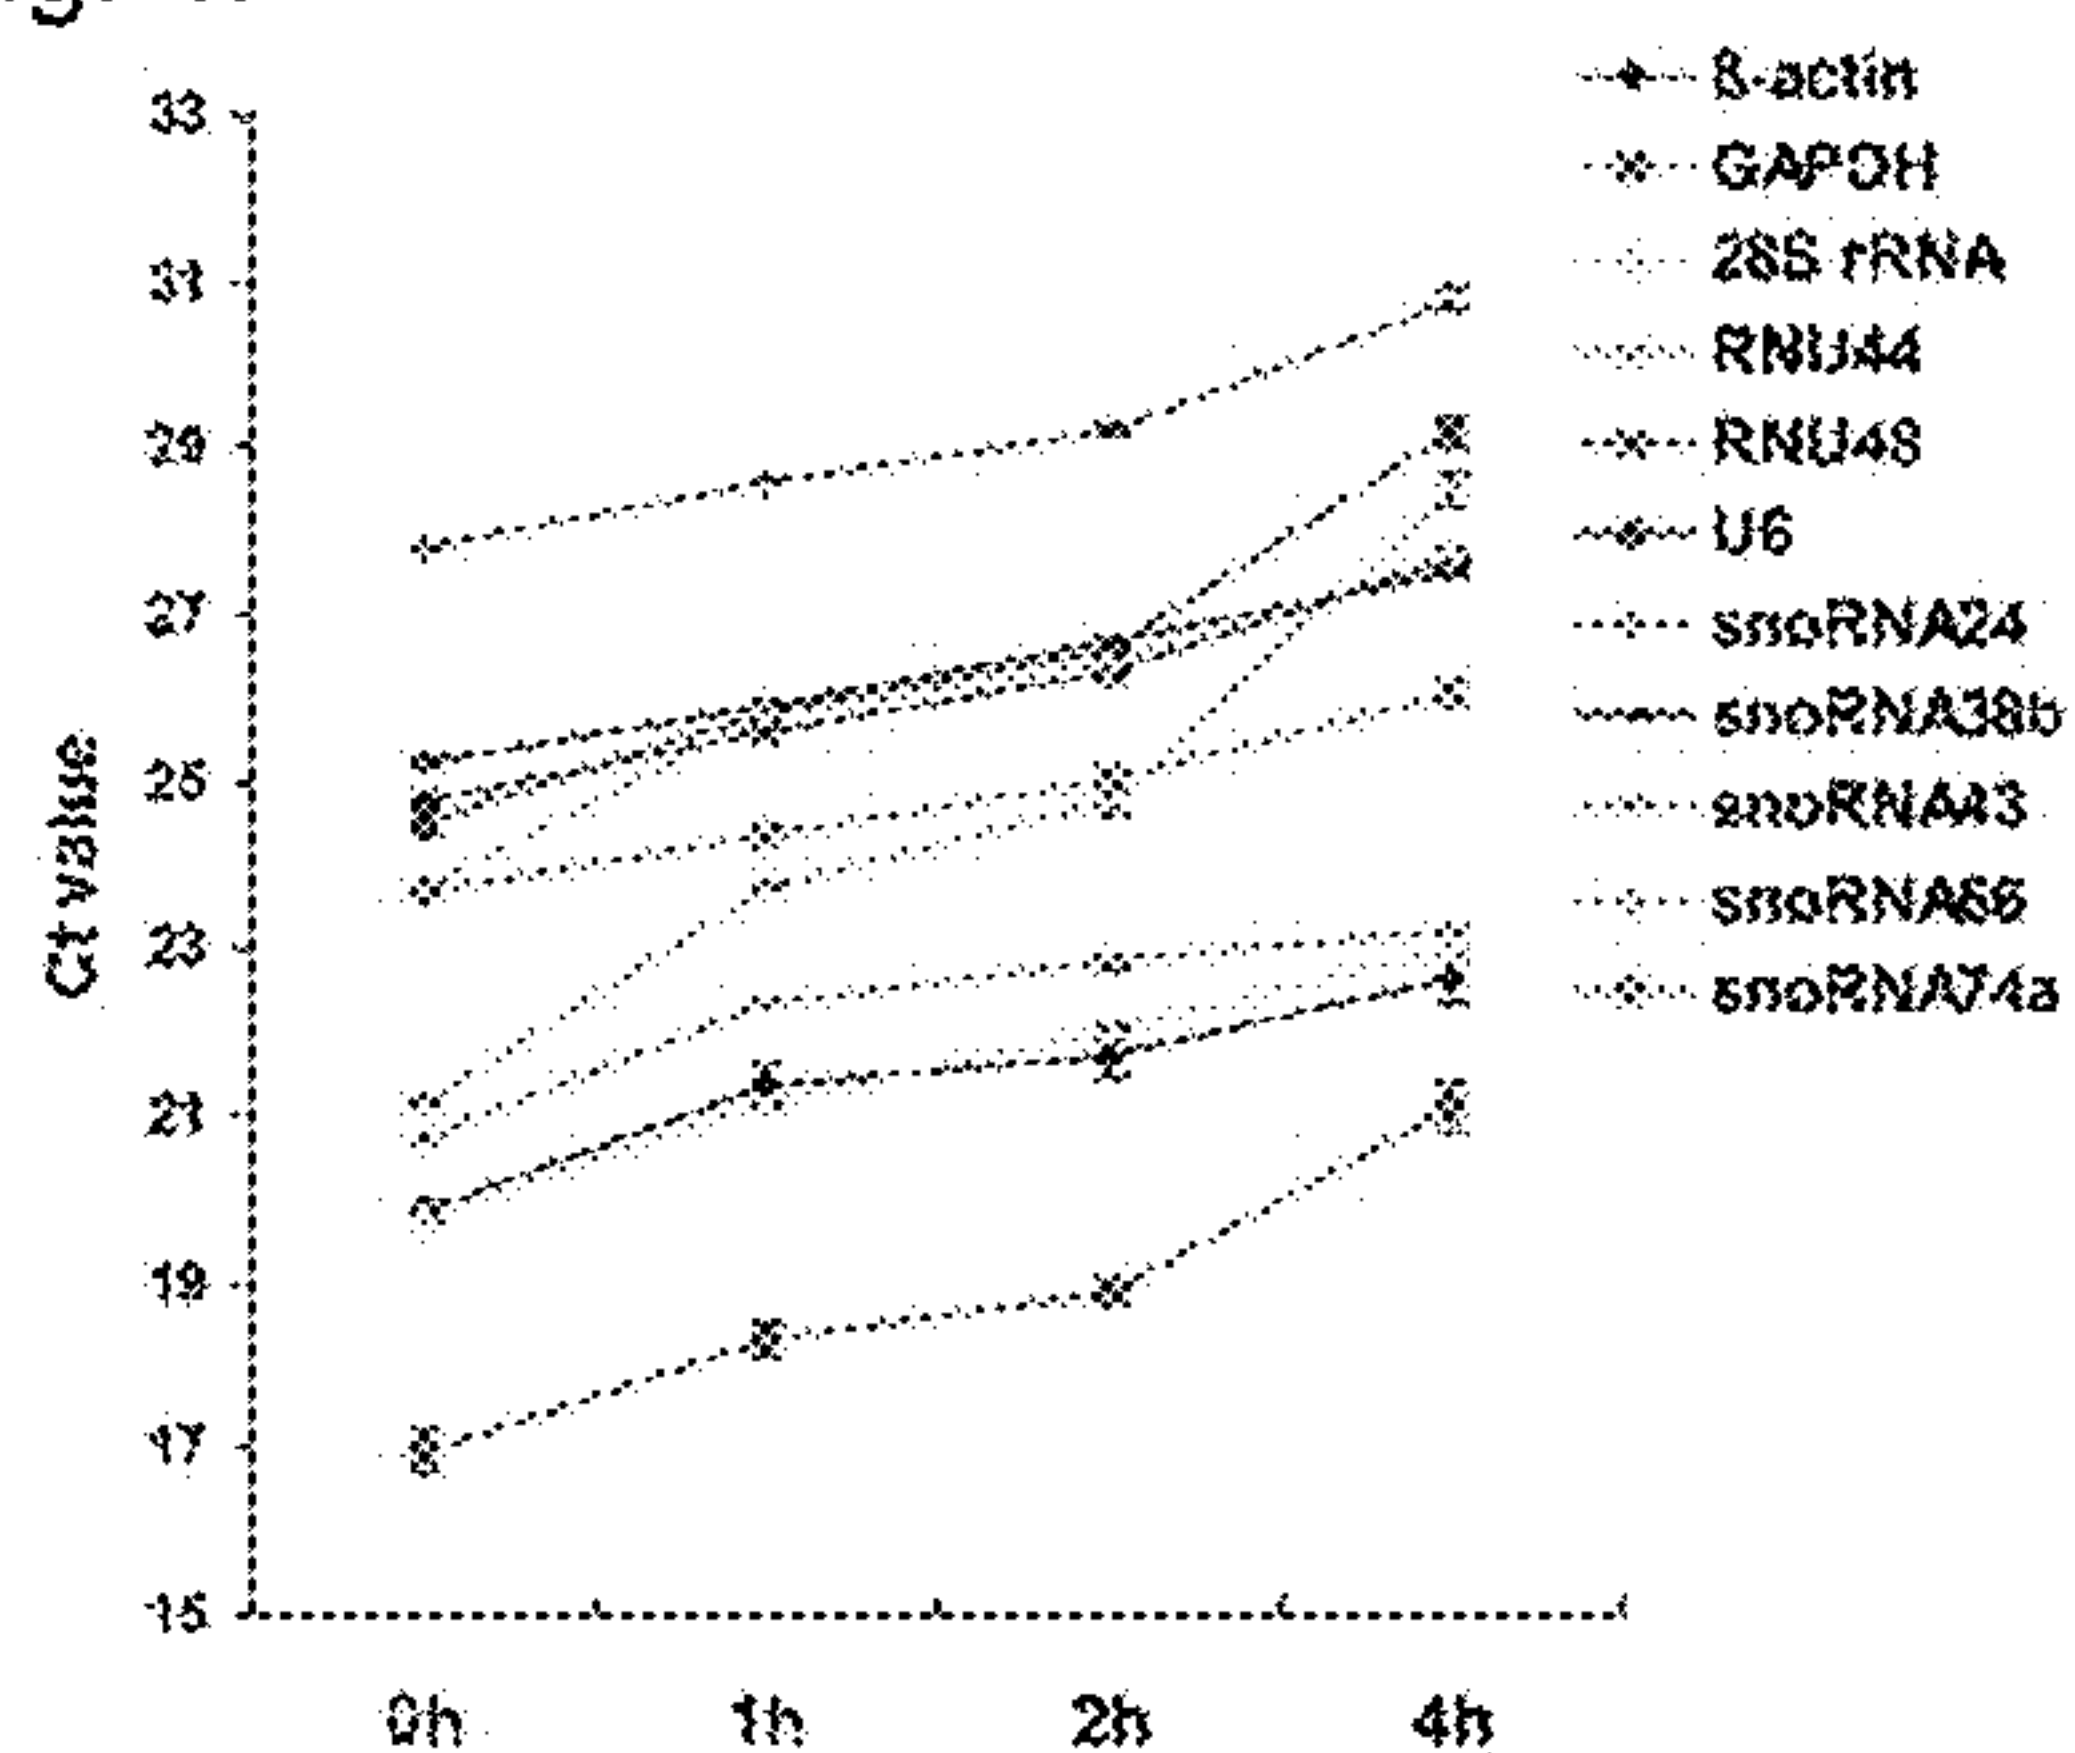 33
31
29
27
25
23
21
19
17
15
Ct value
0h 1h 2h 4h
ß-actin
GAPDH
28S rRNA
RNU44
RNU48
U6
snoRNA24
snoRNA38b
snoRNA43
snoRNA66
snoRNA74a